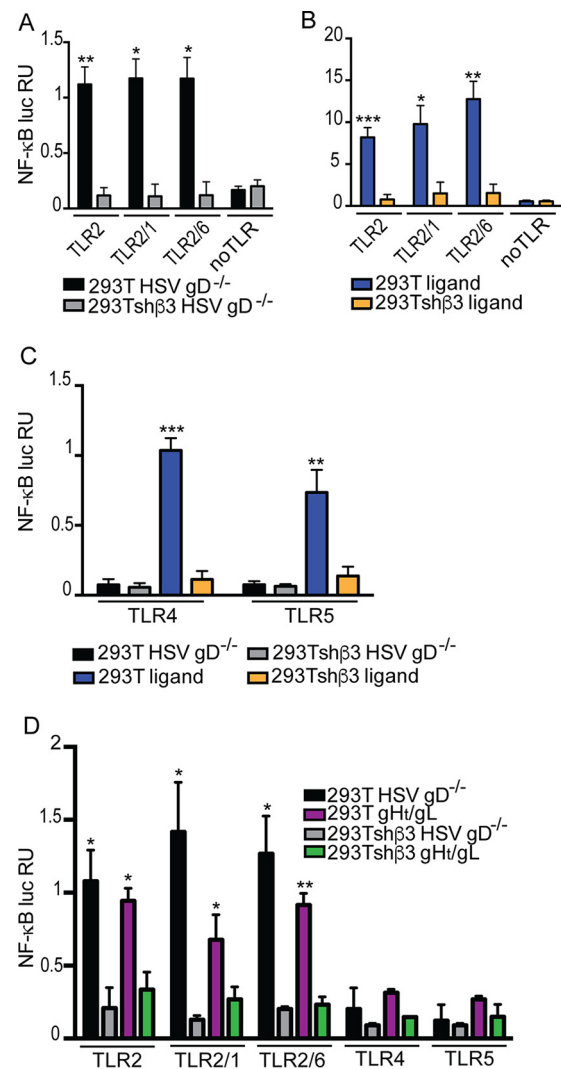 A
NF-κB luc RU
1.5
1
0.5
0
** * *
TLR2 TLR2/1 TLR2/6 noTLR
293T HSV gD-/-
293Tshβ3 HSV gD-/-
B
20
15
10
5
0
*** * **
TLR2 TLR2/1 TLR2/6 noTLR
293T ligand
293Tshβ3 ligand
C
NF-κB luc RU
1.5
1
0.5
0
*** **
TLR4 TLR5
293T HSV gD-/- 293Tshβ3 HSV gD-/-
293T ligand 293Tshβ3 ligand
D
NF-κB luc RU
2
1.5
1
0.5
0
* * * * * **
293T HSV gD-/-
293T gHt/gL
293Tshβ3 HSV gD-/-
293Tshβ3 gHt/gL
TLR2 TLR2/1 TLR2/6 TLR4 TLR5